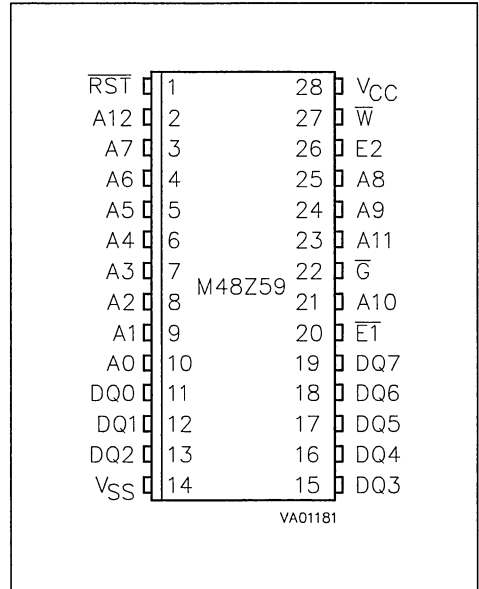 R̅S̅T̅ 1 28 VCC
A12 2 27 W̅
A7 3 26 E2
A6 4 25 A8
A5 5 24 A9
A4 6 23 A11
A3 7 22 G̅
M48Z59
A2 8 21 A10
A1 9 20 E̅1̅
A0 10 19 DQ7
DQ0 11 18 DQ6
DQ1 12 17 DQ5
DQ2 13 16 DQ4
VSS 14 15 DQ3
VA01181